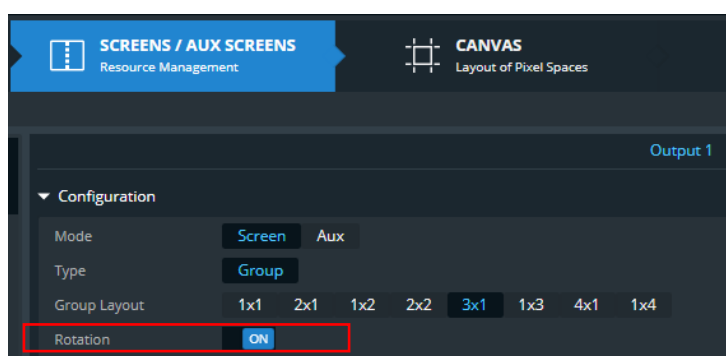 SCREENS / AUX SCREENS
Resource Management
CANVAS
Layout of Pixel Spaces
Output 1
Configuration
Mode Screen Aux
Type Group
Group Layout 1x1 2x1 1x2 2x2 3x1 1x3 4x1 1x4
Rotation ON